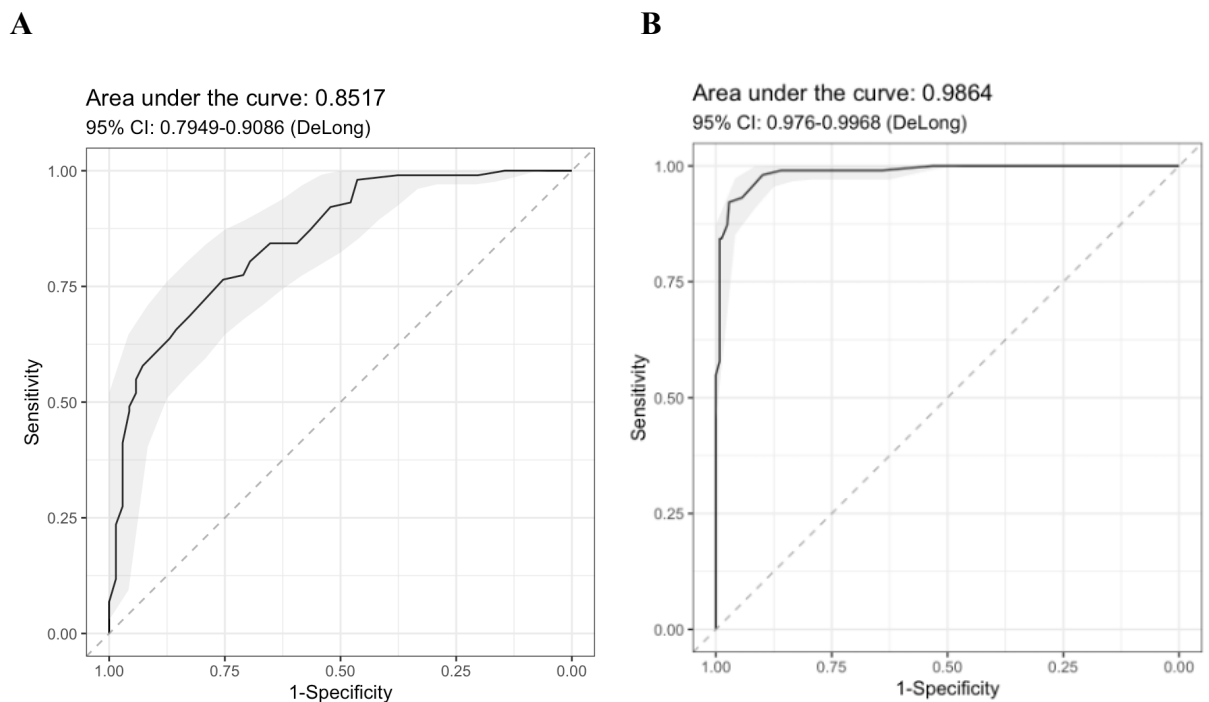 A
Area under the curve: 0.8517
95% CI: 0.7949-0.9086 (DeLong)
1.00
0.75
0.50
0.25
0.00
Sensitivity
1.00 0.75 0.50 0.25 0.00
1-Specificity
B
Area under the curve: 0.9864
95% CI: 0.976-0.9968 (DeLong)
1.00
0.75
0.50
0.25
0.00
Sensitivity
1.00 0.75 0.50 0.25 0.00
1-Specificity